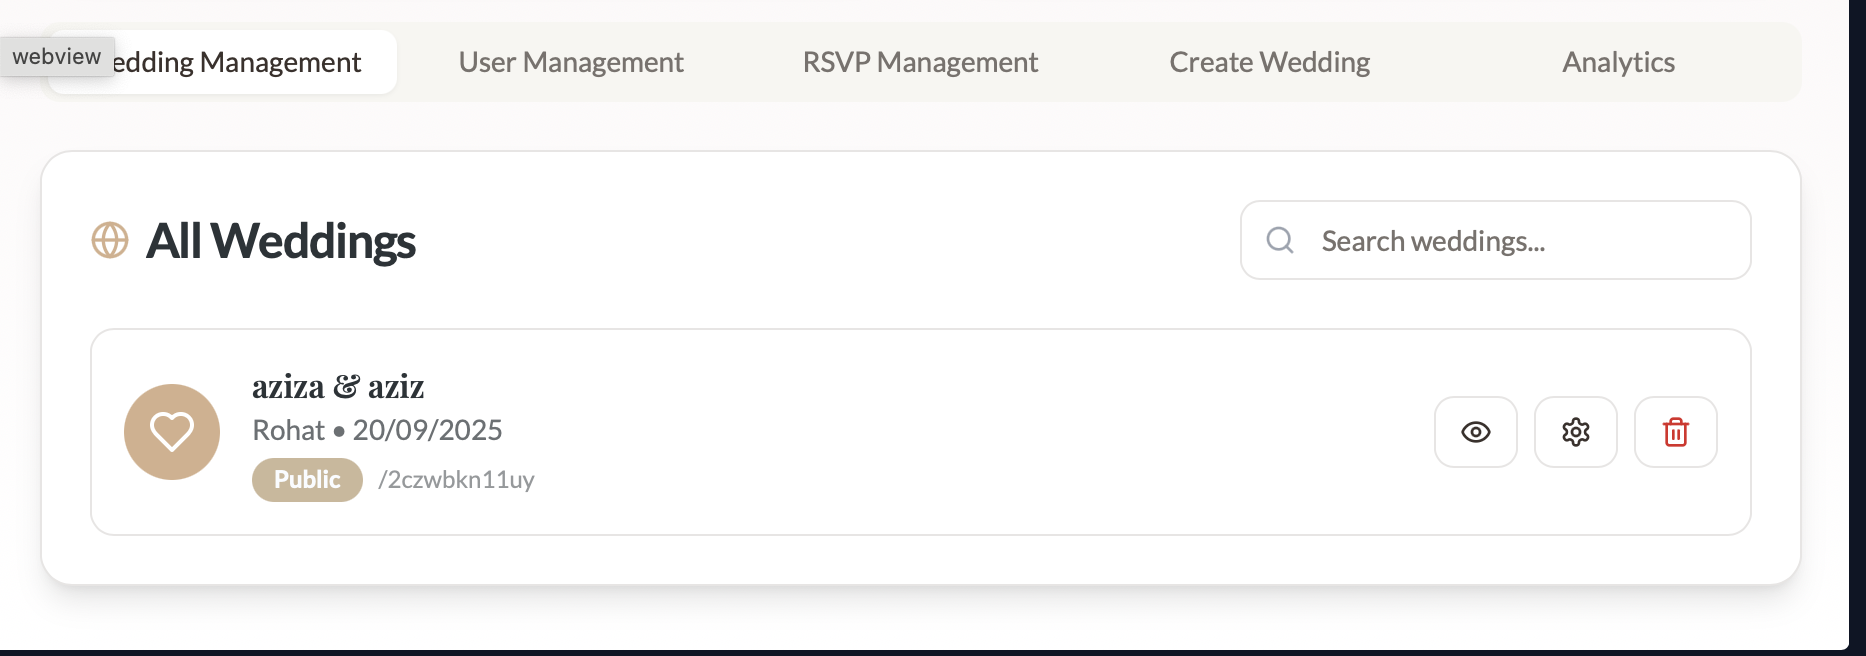 webview
edding Management
User Management
RSVP Management
Create Wedding
Analytics
All Weddings
Search weddings...
aziza & aziz
Rohat • 20/09/2025
Public
/2czwbkn11uy